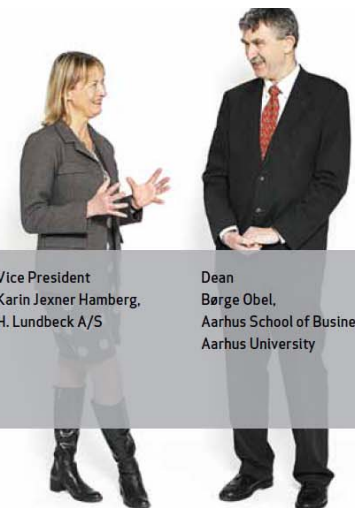 Vice President
Karin Jexner Hamberg,
H. Lundbeck A/S
Dean
Børge Obel,
Aarhus School of Busine
Aarhus University